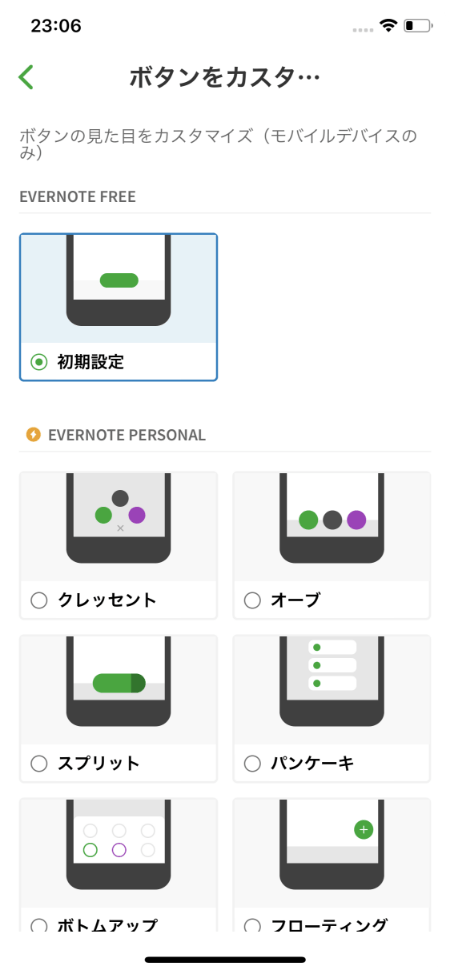 23:06
ボタンをカスタ…
ボタンの見た目をカスタマイズ（モバイルデバイスの
み）
EVERNOTE FREE
初期設定
EVERNOTE PERSONAL
クレッセント
オーブ
スプリット
パンケーキ
ボトムアップ
フローティング